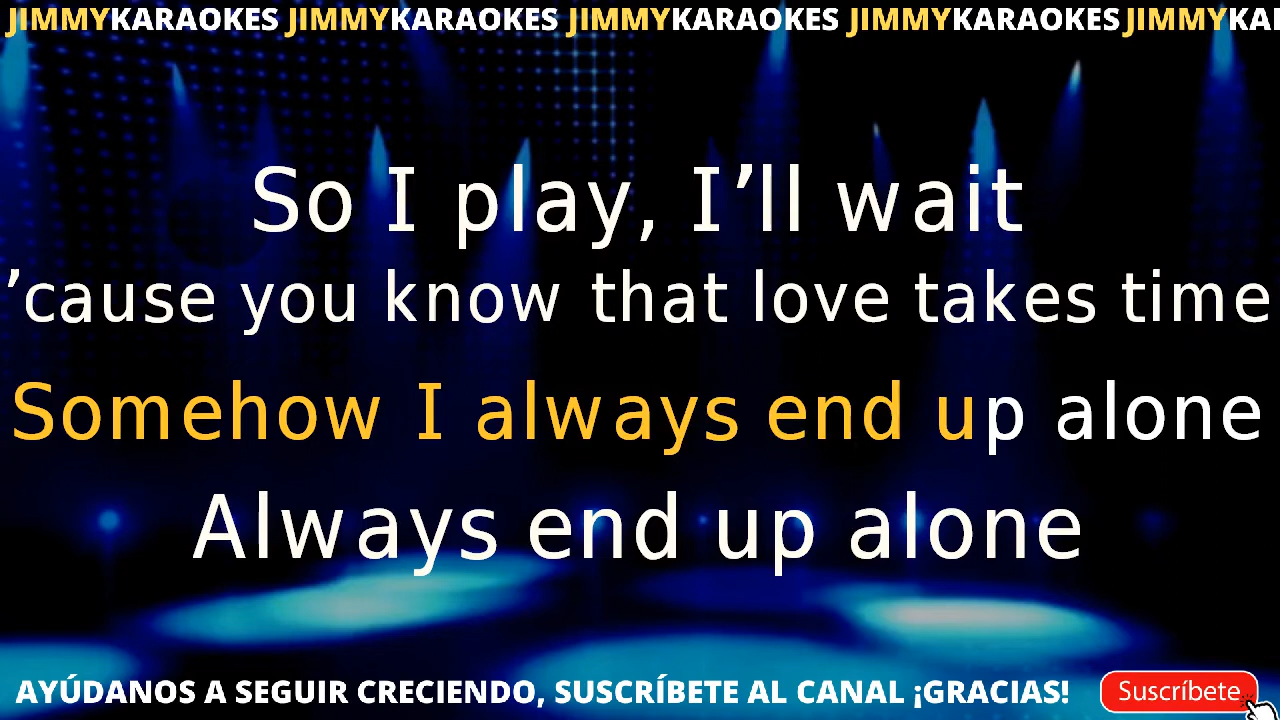 JIMMYKARAOKES JIMMYKARAOKES JIMMYKARAOKES JIMMYKARAOKES JIMMYKA
So I play, I’ll wait
’cause you know that love takes time
Somehow I always end up alone
Always end up alone
AYÚDANOS A SEGUIR CRECIENDO, SUSCRÍBETE AL CANAL ¡GRACIAS! Suscríbete